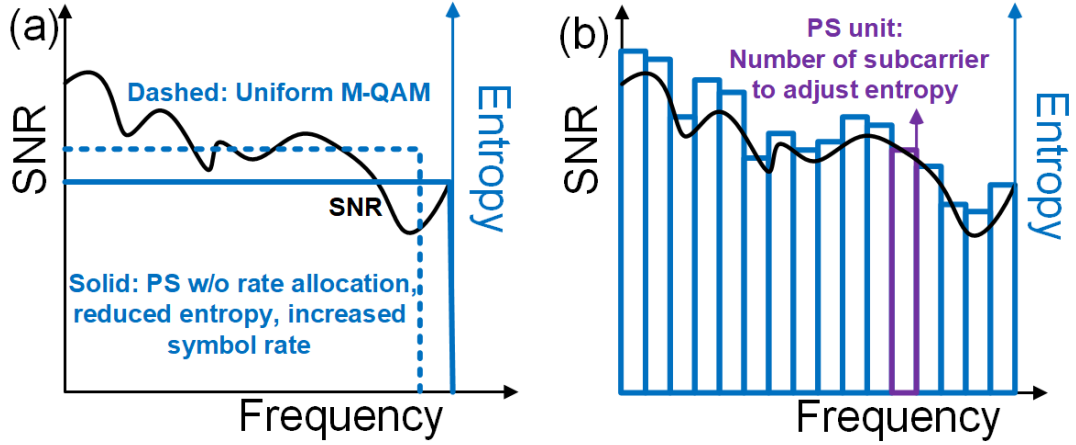 (a)
SNR
Dashed: Uniform M-QAM
SNR
Solid: PS w/o rate allocation,
reduced entropy, increased
symbol rate
Entropy
Frequency
(b)
SNR
PS unit:
Number of subcarrier
to adjust entropy
Entropy
Frequency